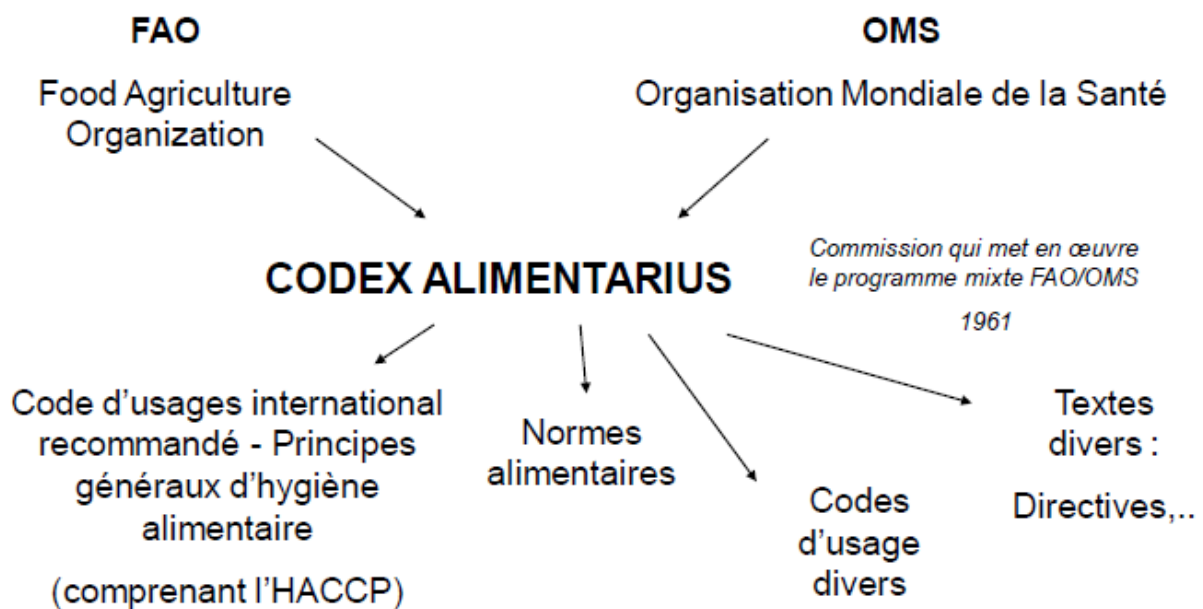 FAO
Food Agriculture
Organization
OMS
Organisation Mondiale de la Santé
CODEX ALIMENTARIUS
Commission qui met en œuvre
le programme mixte FAO/OMS
1961
Code d’usages international
recommandé - Principes
généraux d’hygiène
alimentaire
(comprenant l’HACCP)
Normes
alimentaires
Codes
d’usage
divers
Textes
divers :
Directives,..